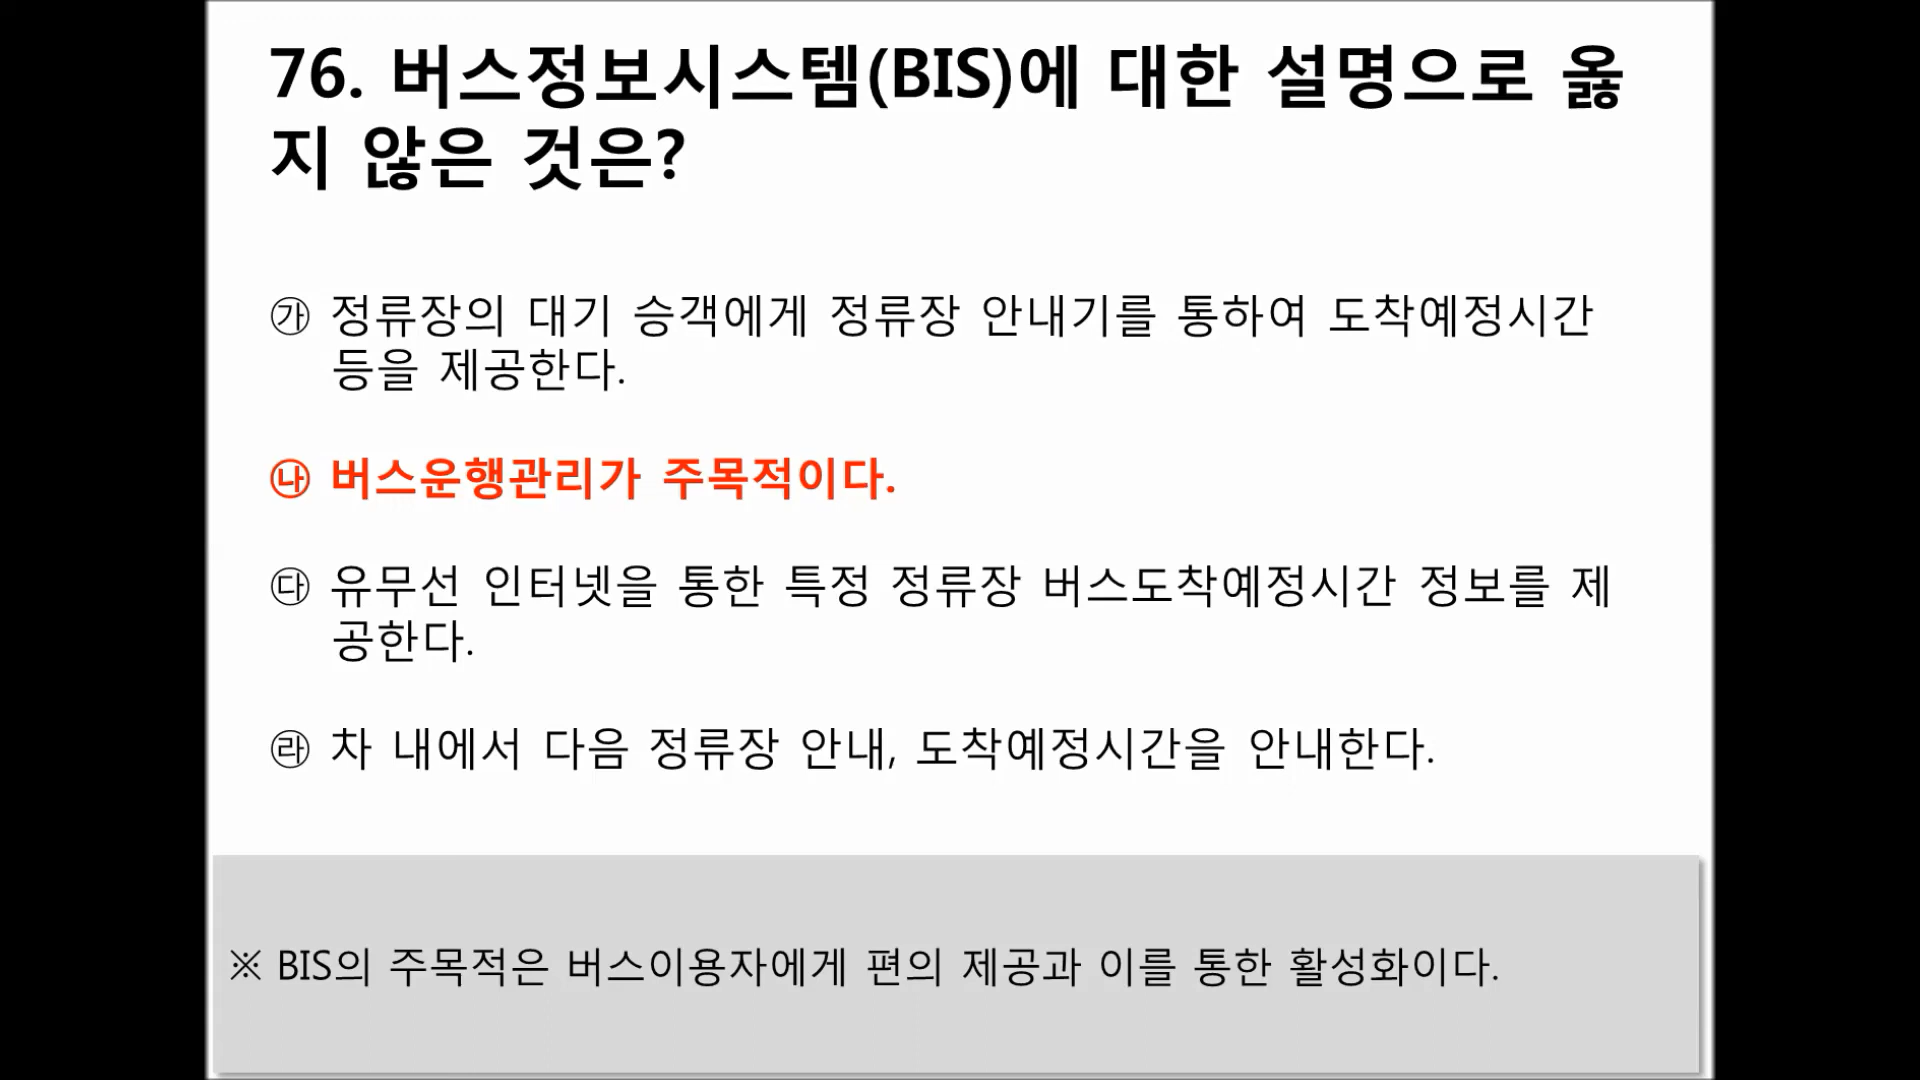 76. 버스정보시스템(BIS)에 대한 설명으로 옳
지 않은 것은?
㉮ 정류장의 대기 승객에게 정류장 안내기를 통하여 도착예정시간
등을 제공한다.
㉯ 버스운행관리가 주목적이다.
㉰ 유무선 인터넷을 통한 특정 정류장 버스도착예정시간 정보를 제
공한다.
㉱ 차 내에서 다음 정류장 안내, 도착예정시간을 안내한다.
※ BIS의 주목적은 버스이용자에게 편의 제공과 이를 통한 활성화이다.